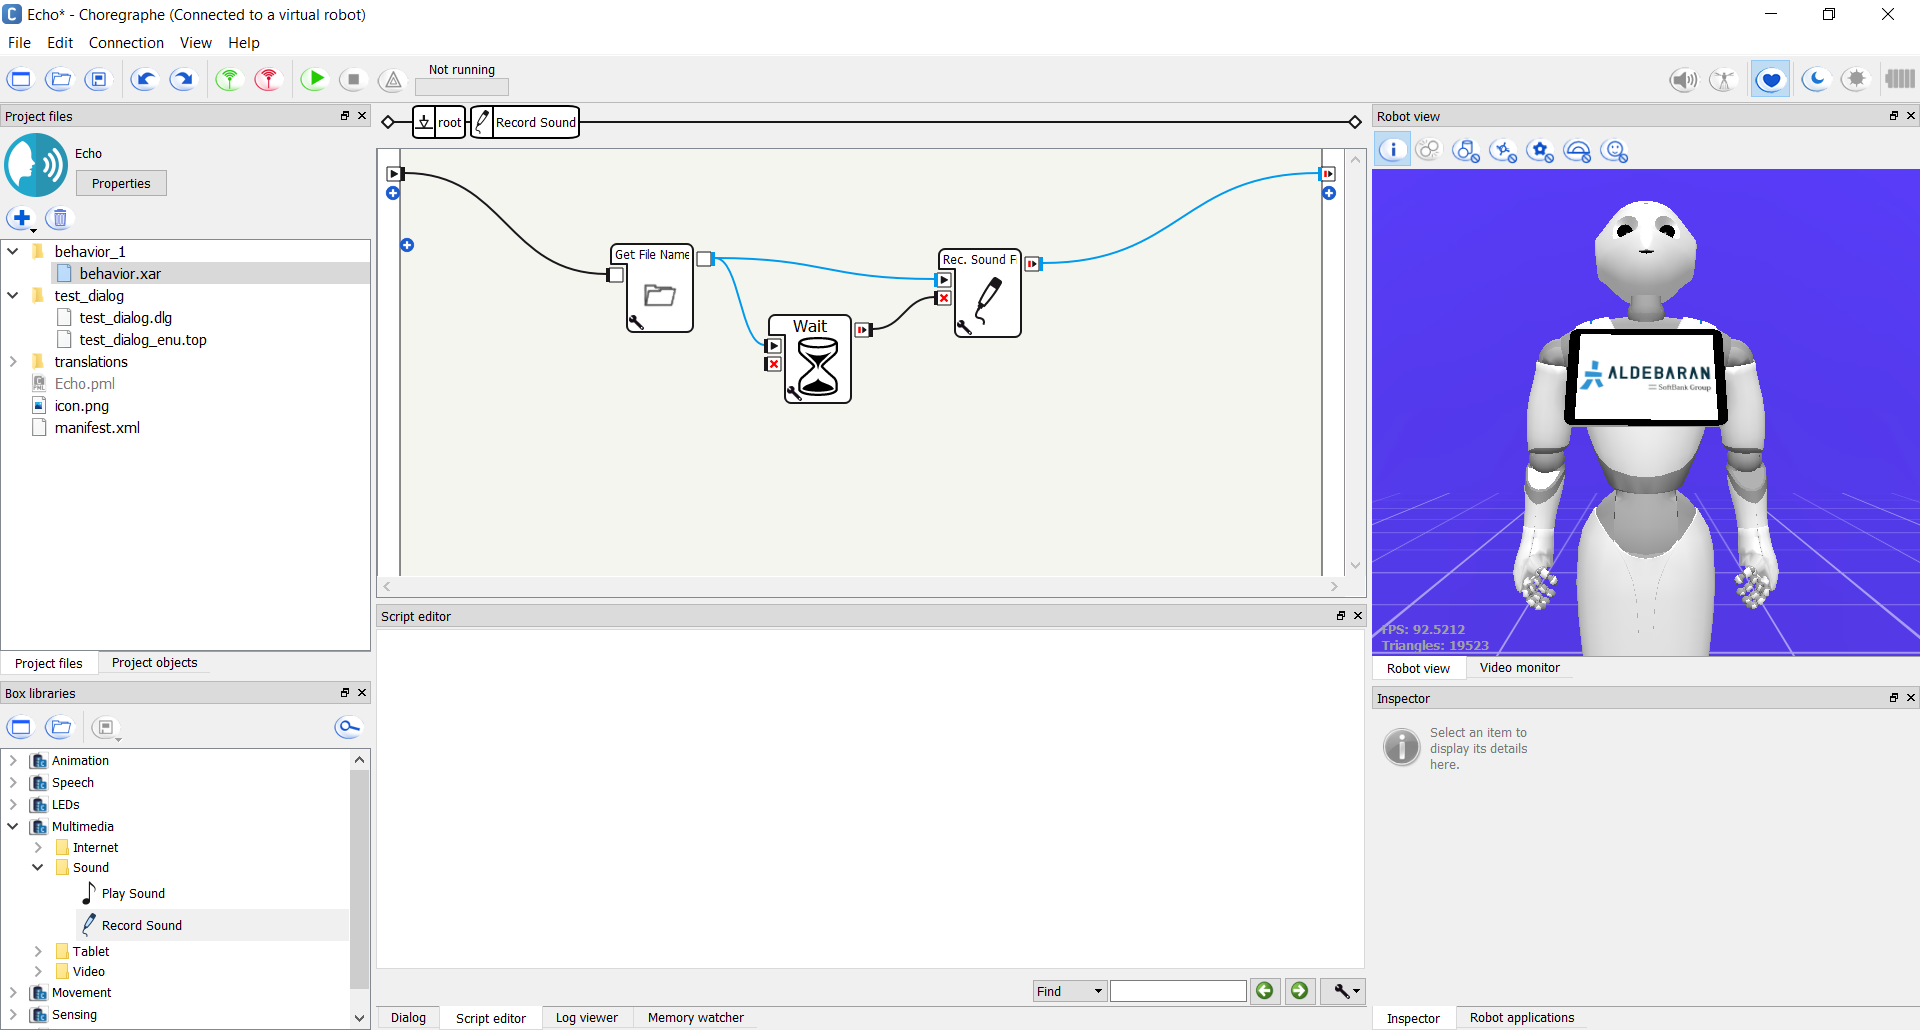 Echo* - Choregraphe (Connected to a virtual robot)
File Edit Connection View Help
Not running
Project files
Echo
Properties
behavior_1
behavior.xar
test_dialog
test_dialog.dlg
test_dialog_enu.top
translations
Echo.pml
icon.png
manifest.xml
Project files Project objects
Box libraries
Animation
Speech
LEDs
Multimedia
Internet
Sound
Play Sound
Record Sound
Tablet
Video
Movement
Sensing
root Record Sound
Get File Name
Wait
Rec. Sound F
Script editor
Find
Dialog Script editor Log viewer Memory watcher
Robot view
ALDEBARAN
SoftBank Group
FPS: 92.5212
Triangles: 19523
Robot view Video monitor
Inspector
Select an item to
display its details
here.
Inspector Robot applications